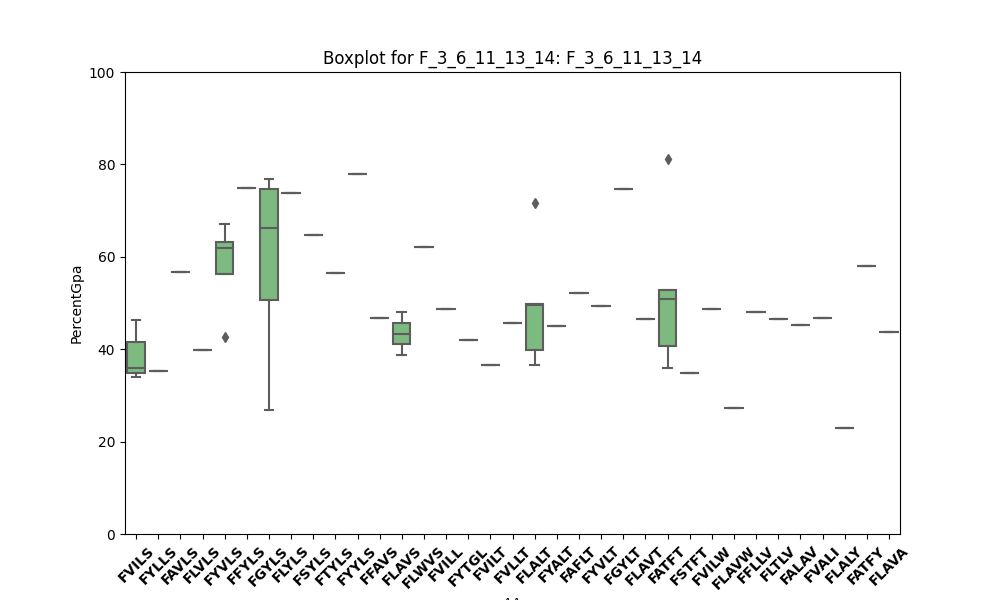 Boxplot for F_3_6_11_13_14: F_3_6_11_13_14
100
80
60
40
20
0
PercentGpa
FVILS
FYLLS
FAVLS
FLVLS
FYVLS
FFYLS
FGYLS
FLYLS
FSYLS
FTYLS
FYYLS
FFAVS
FLAVS
FLWVS
FVILL
FYTGL
FVILT
FVLLT
FLALT
FYALT
FAFLT
FYVLT
FGYLT
FLAVT
FATFT
FSTFT
FVILW
FLAVW
FFLLV
FLTLV
FALAV
FVALI
FLALY
FATFY
FLAVA